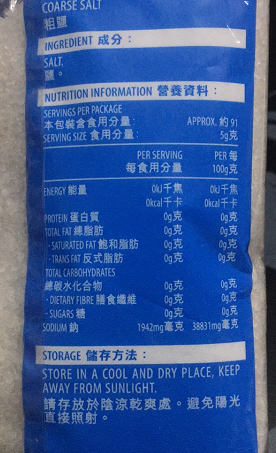 COARSE SALT
粗鹽
INGREDIENT 成分：
SALT.
鹽。
NUTRITION INFORMATION 營養資料：
SERVINGS PER PACKAGE
本包裝含食用分量： APPROX. 約 91
SERVING SIZE 食用分量： 5g克
PER SERVING PER 每
每食用分量 100g克
ENERGY 能量 0kJ千焦 0kJ千焦
0kcal千卡 0kcal千卡
PROTEIN 蛋白質 0g克 0g克
TOTAL FAT 總脂肪 0g克 0g克
- SATURATED FAT 飽和脂肪 0g克 0g克
- TRANS FAT 反式脂肪 0g克 0g克
TOTAL CARBOHYDRATES
總碳水化合物 0g克 0g克
- DIETARY FIBRE 膳食纖維 0g克 0g克
- SUGARS 糖 0g克 0g克
SODIUM 鈉 1942mg毫克 38831mg毫克
STORAGE 儲存方法：
STORE IN A COOL AND DRY PLACE, KEEP
AWAY FROM SUNLIGHT.
請存放於陰涼乾爽處。避免陽光
直接照射。